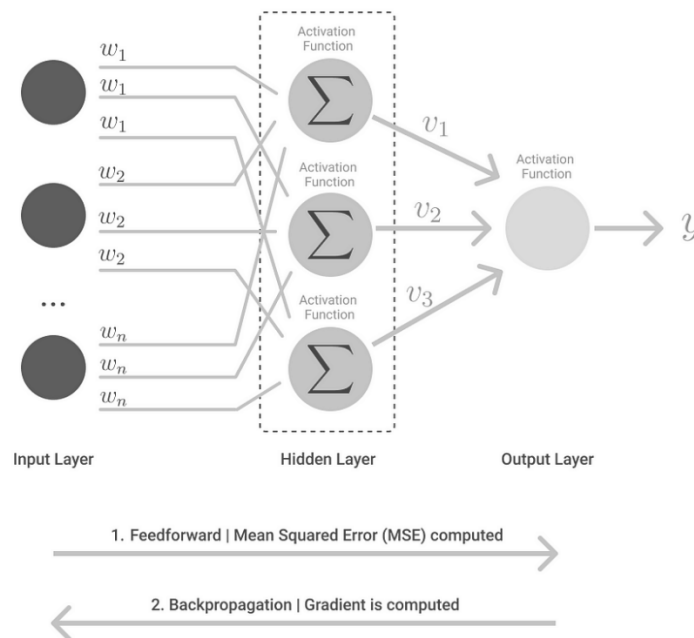 Activation
Function
w₁
w₁
w₁
∑
v₁
Activation
Function
Activation
Function
w₂
w₂
w₂
∑
v₂
y
...
Activation
Function
wₙ
wₙ
wₙ
∑
v₃
Input Layer
Hidden Layer
Output Layer
1. Feedforward | Mean Squared Error (MSE) computed
2. Backpropagation | Gradient is computed